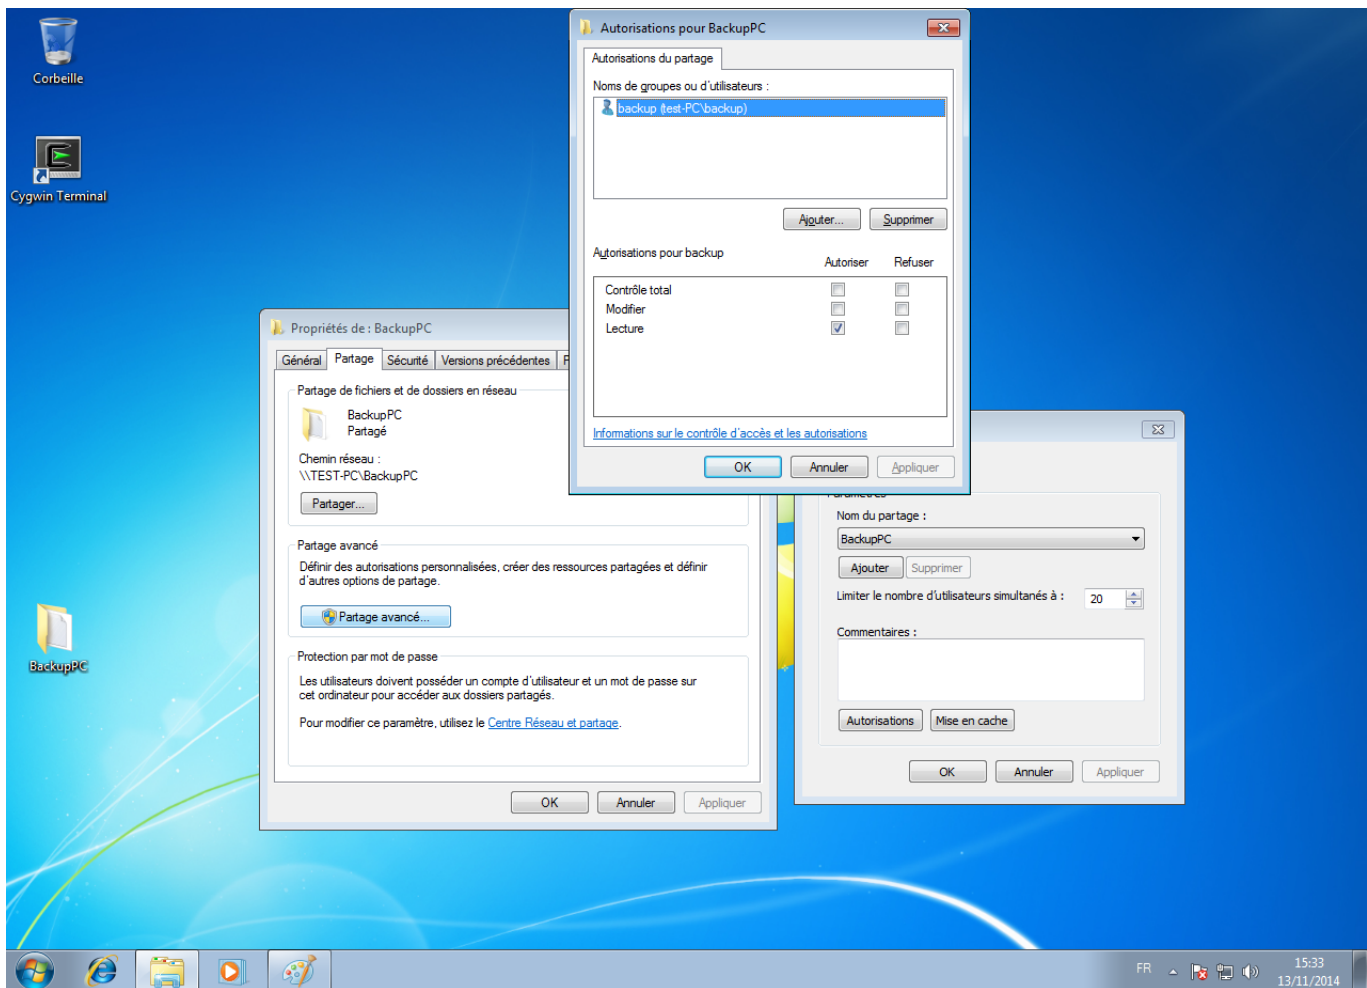 Corbeille
Cygwin Terminal
BackupPC
Autorisations pour BackupPC
Autorisations du partage
Noms de groupes ou d'utilisateurs :
backup (test-PC\backup)
Ajouter...
Supprimer
Autorisations pour backup
Autoriser
Refuser
Contrôle total
Modifier
Lecture
Informations sur le contrôle d'accès et les autorisations
OK
Annuler
Appliquer
Propriétés de : BackupPC
Général
Partage
Sécurité
Versions précédentes
Partage de fichiers et de dossiers en réseau
BackupPC
Partagé
Chemin réseau :
\\TEST-PC\BackupPC
Partager...
Partage avancé
Définir des autorisations personnalisées, créer des ressources partagées et définir
d'autres options de partage.
Partage avancé...
Protection par mot de passe
Les utilisateurs doivent posséder un compte d'utilisateur et un mot de passe sur
cet ordinateur pour accéder aux dossiers partagés.
Pour modifier ce paramètre, utilisez le Centre Réseau et partage.
OK
Annuler
Appliquer
Nom du partage :
BackupPC
Ajouter
Supprimer
Limiter le nombre d'utilisateurs simultanés à :
20
Commentaires :
Autorisations
Mise en cache
OK
Annuler
Appliquer
FR
15:33
13/11/2014